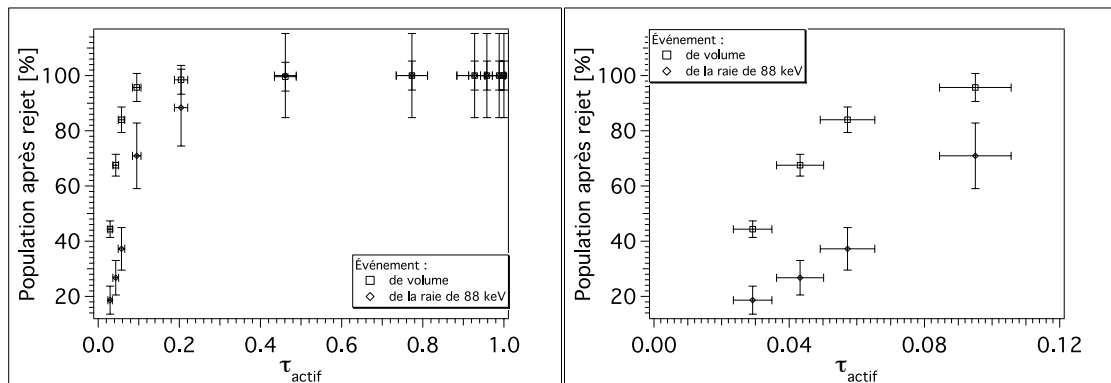 Population après rejet [%]
100
80
60
40
20
Événement :
de volume
de la raie de 88 keV
0.0 0.2 0.4 0.6 0.8 1.0
τactif
Population après rejet [%]
100
80
60
40
20
Événement :
de volume
de la raie de 88 keV
0.00 0.04 0.08 0.12
τactif